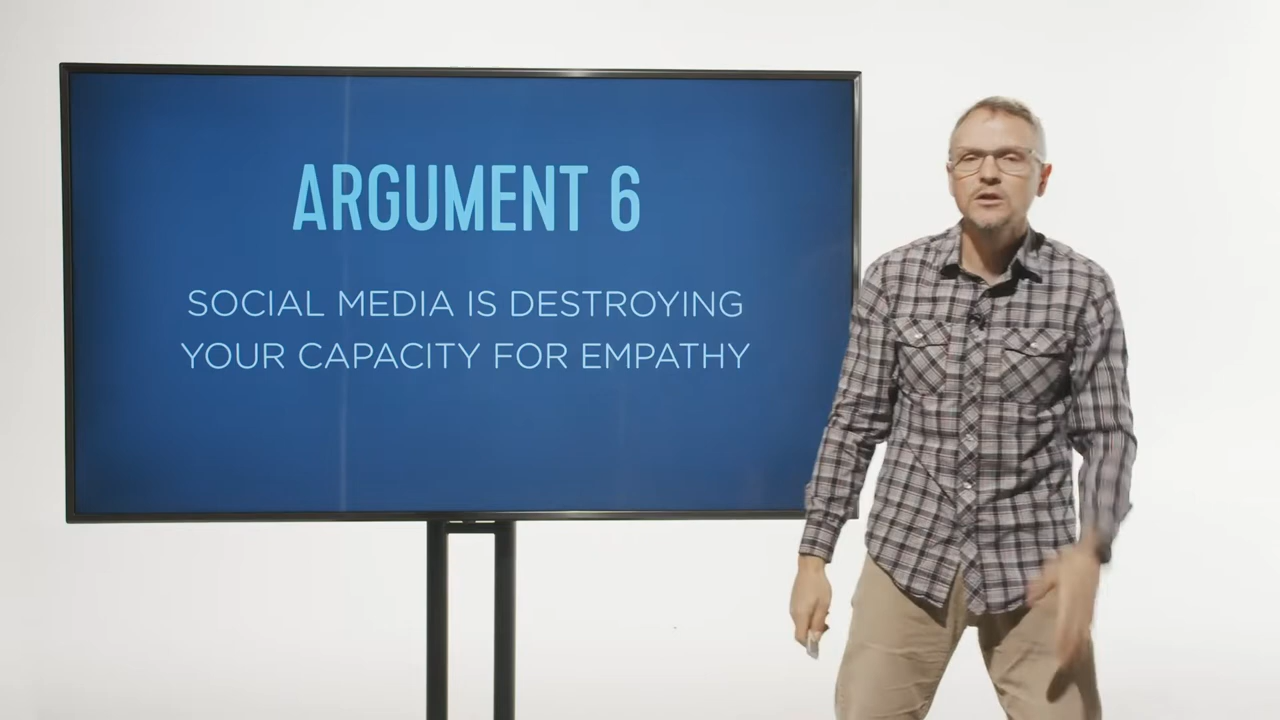 ARGUMENT 6
SOCIAL MEDIA IS DESTROYING
YOUR CAPACITY FOR EMPATHY